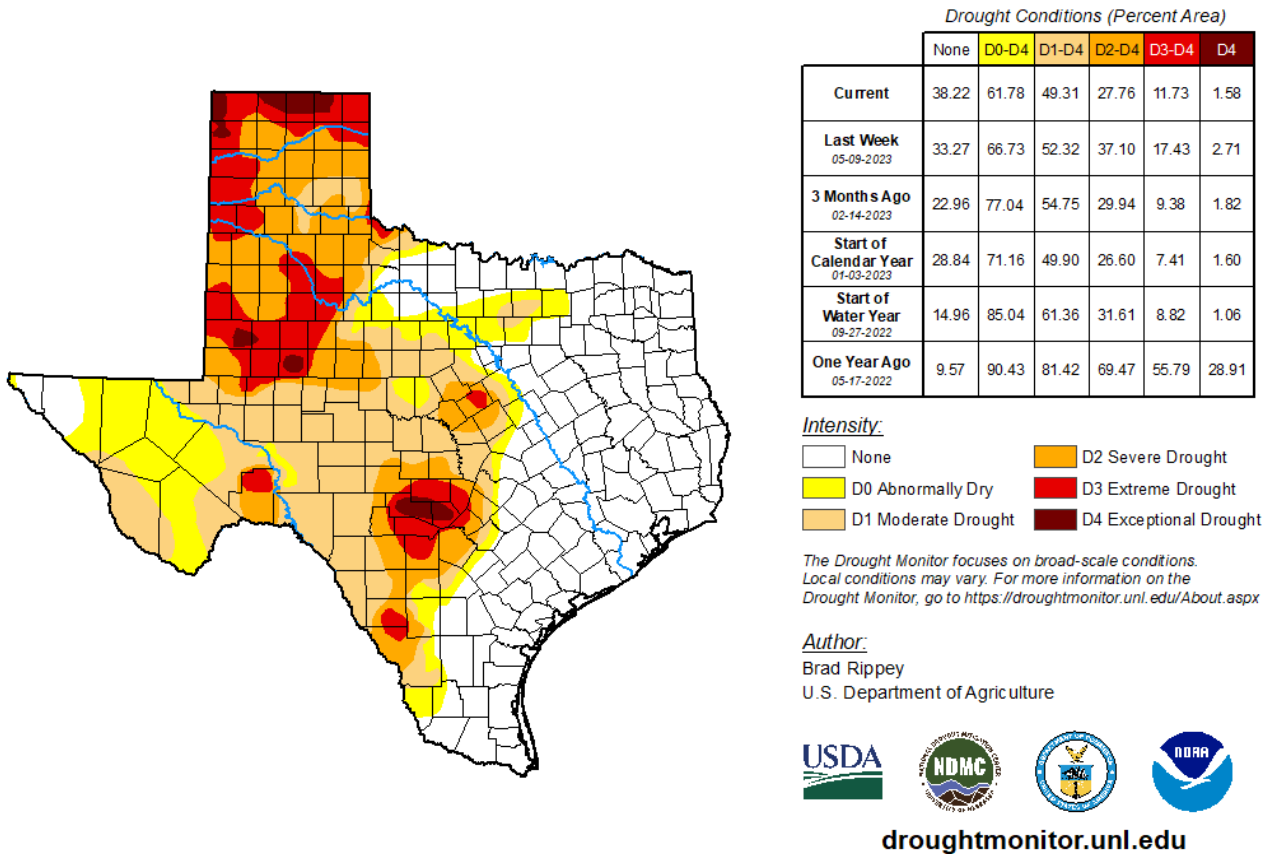 Drought Conditions (Percent Area)
None D0-D4 D1-D4 D2-D4 D3-D4 D4
Current 38.22 61.78 49.31 27.76 11.73 1.58
Last Week
05-09-2023
33.27 66.73 52.32 37.10 17.43 2.71
3 Months Ago
02-14-2023
22.96 77.04 54.75 29.94 9.38 1.82
Start of
Calendar Year
01-03-2023
28.84 71.16 49.90 26.60 7.41 1.60
Start of
Water Year
09-27-2022
14.96 85.04 61.36 31.61 8.82 1.06
One Year Ago
05-17-2022
9.57 90.43 81.42 69.47 55.79 28.91
Intensity:
None
D0 Abnormally Dry
D1 Moderate Drought
D2 Severe Drought
D3 Extreme Drought
D4 Exceptional Drought
The Drought Monitor focuses on broad-scale conditions.
Local conditions may vary. For more information on the
Drought Monitor, go to https://droughtmonitor.unl.edu/About.aspx
Author:
Brad Rippey
U.S. Department of Agriculture
USDA
NDMC
NOAA
droughtmonitor.unl.edu